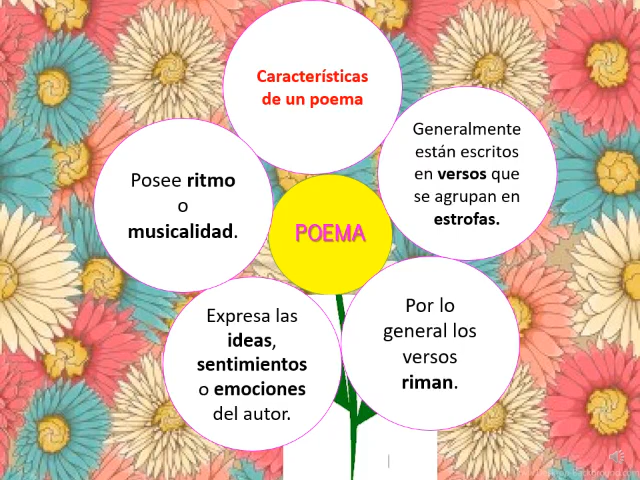 Características
de un poema
Generalmente
están escritos
en versos que
se agrupan en
estrofas.
Posee ritmo
o
musicalidad.
POEMA
Por lo
general los
versos
riman.
Expresa las
ideas,
sentimientos
o emociones
del autor.